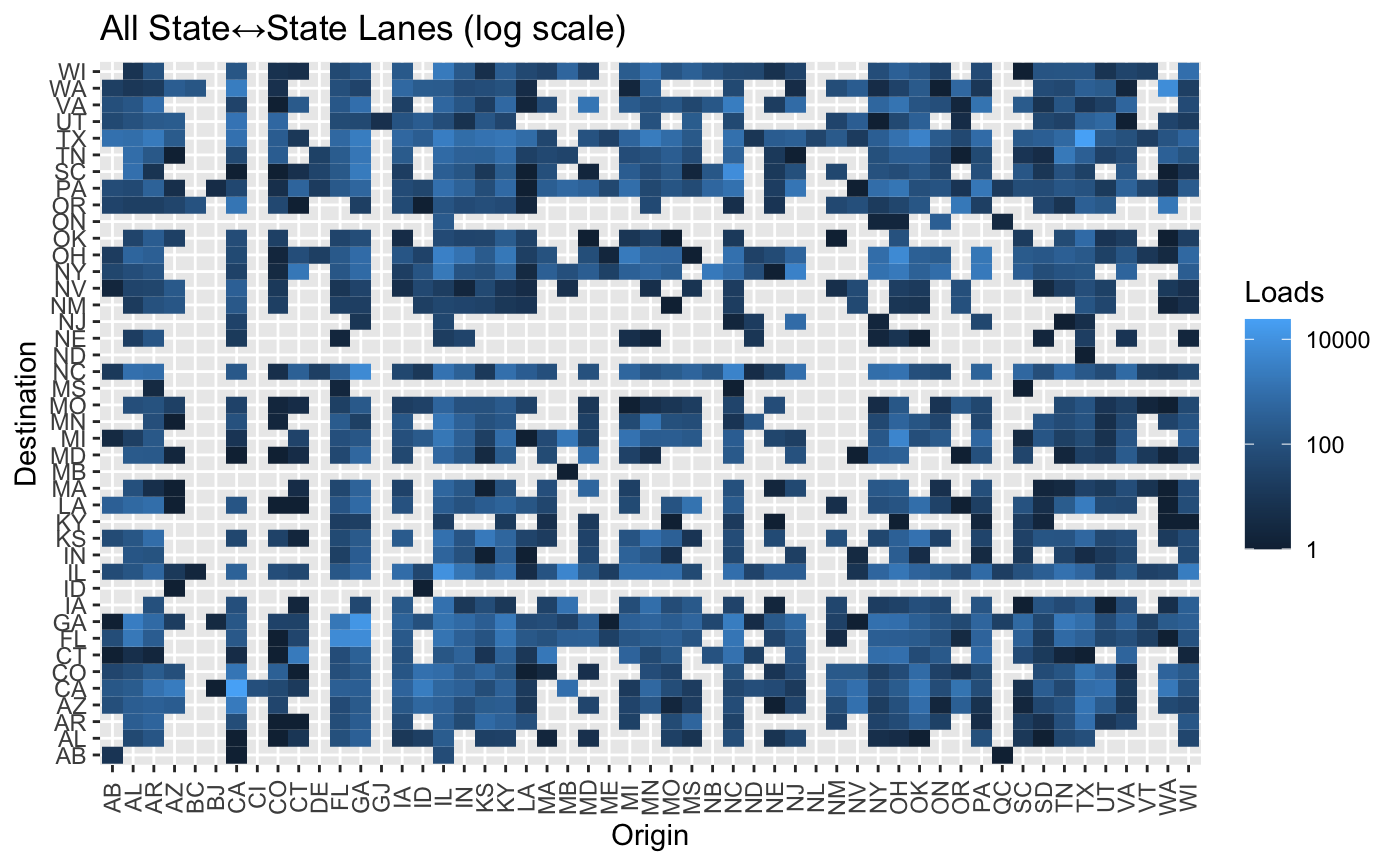 All State↔State Lanes (log scale)
WI
WA
VA
UT
TX
TN
SC
PA
OR
ON
OK
OH
NY
NV
NM
NJ
NE
ND
NC
MS
MO
MN
MI
MD
MB
MA
LA
KY
KS
IN
IL
ID
IA
GA
FL
CT
CO
CA
AZ
AR
AL
AB
Destination
Loads
10000
100
1
AB AL AR AZ BC BJ CA CI CO CT DE FL GA GJ IA ID IL IN KS KY LA MA MB MD ME MI MN MO MS NB NC ND NE NJ NL NM NV NY OH OK ON OR PA QC SC SD TN TX UT VA VT WA WI
Origin